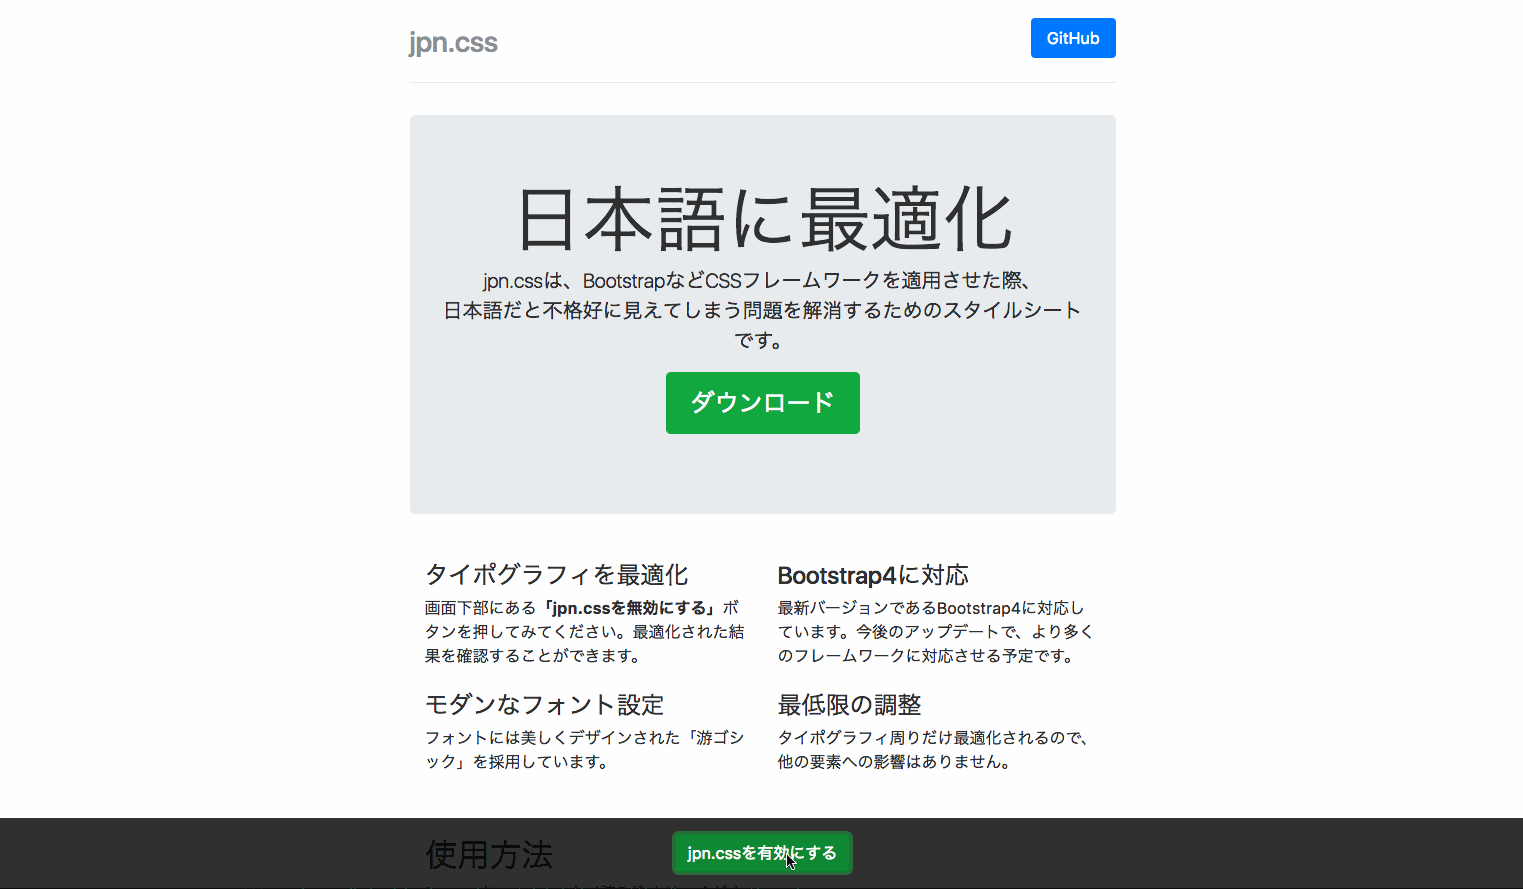 jpn.css
GitHub
日本語に最適化
jpn.cssは、BootstrapなどCSSフレームワークを適用させた際、
日本語だと不格好に見えてしまう問題を解消するためのスタイルシート
です。
ダウンロード
タイポグラフィを最適化
画面下部にある「jpn.cssを無効にする」ボ
タンを押してみてください。最適化された結
果を確認することができます。
Bootstrap4に対応
最新バージョンであるBootstrap4に対応し
ています。今後のアップデートで、より多く
のフレームワークに対応させる予定です。
モダンなフォント設定
フォントには美しくデザインされた「游ゴシ
ック」を採用しています。
最低限の調整
タイポグラフィ周りだけ最適化されるので、
他の要素への影響はありません。
使用方法
jpn.cssを有効にする